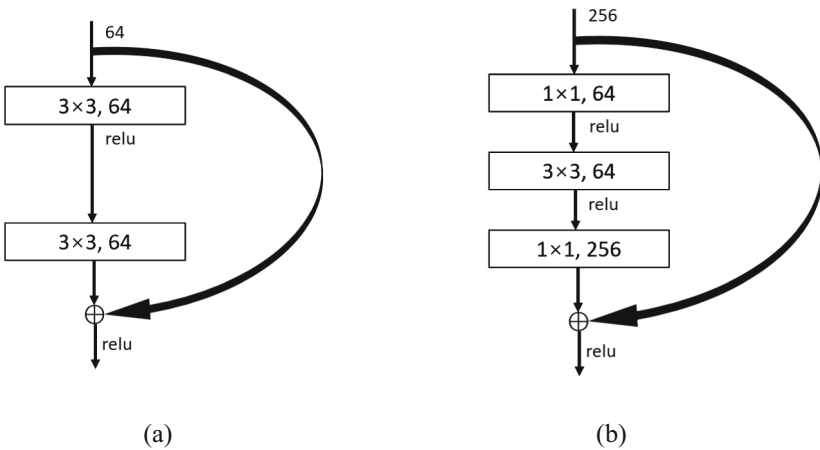 64
3×3, 64
relu
3×3, 64
relu
(a)
256
1×1, 64
relu
3×3, 64
relu
1×1, 256
relu
(b)